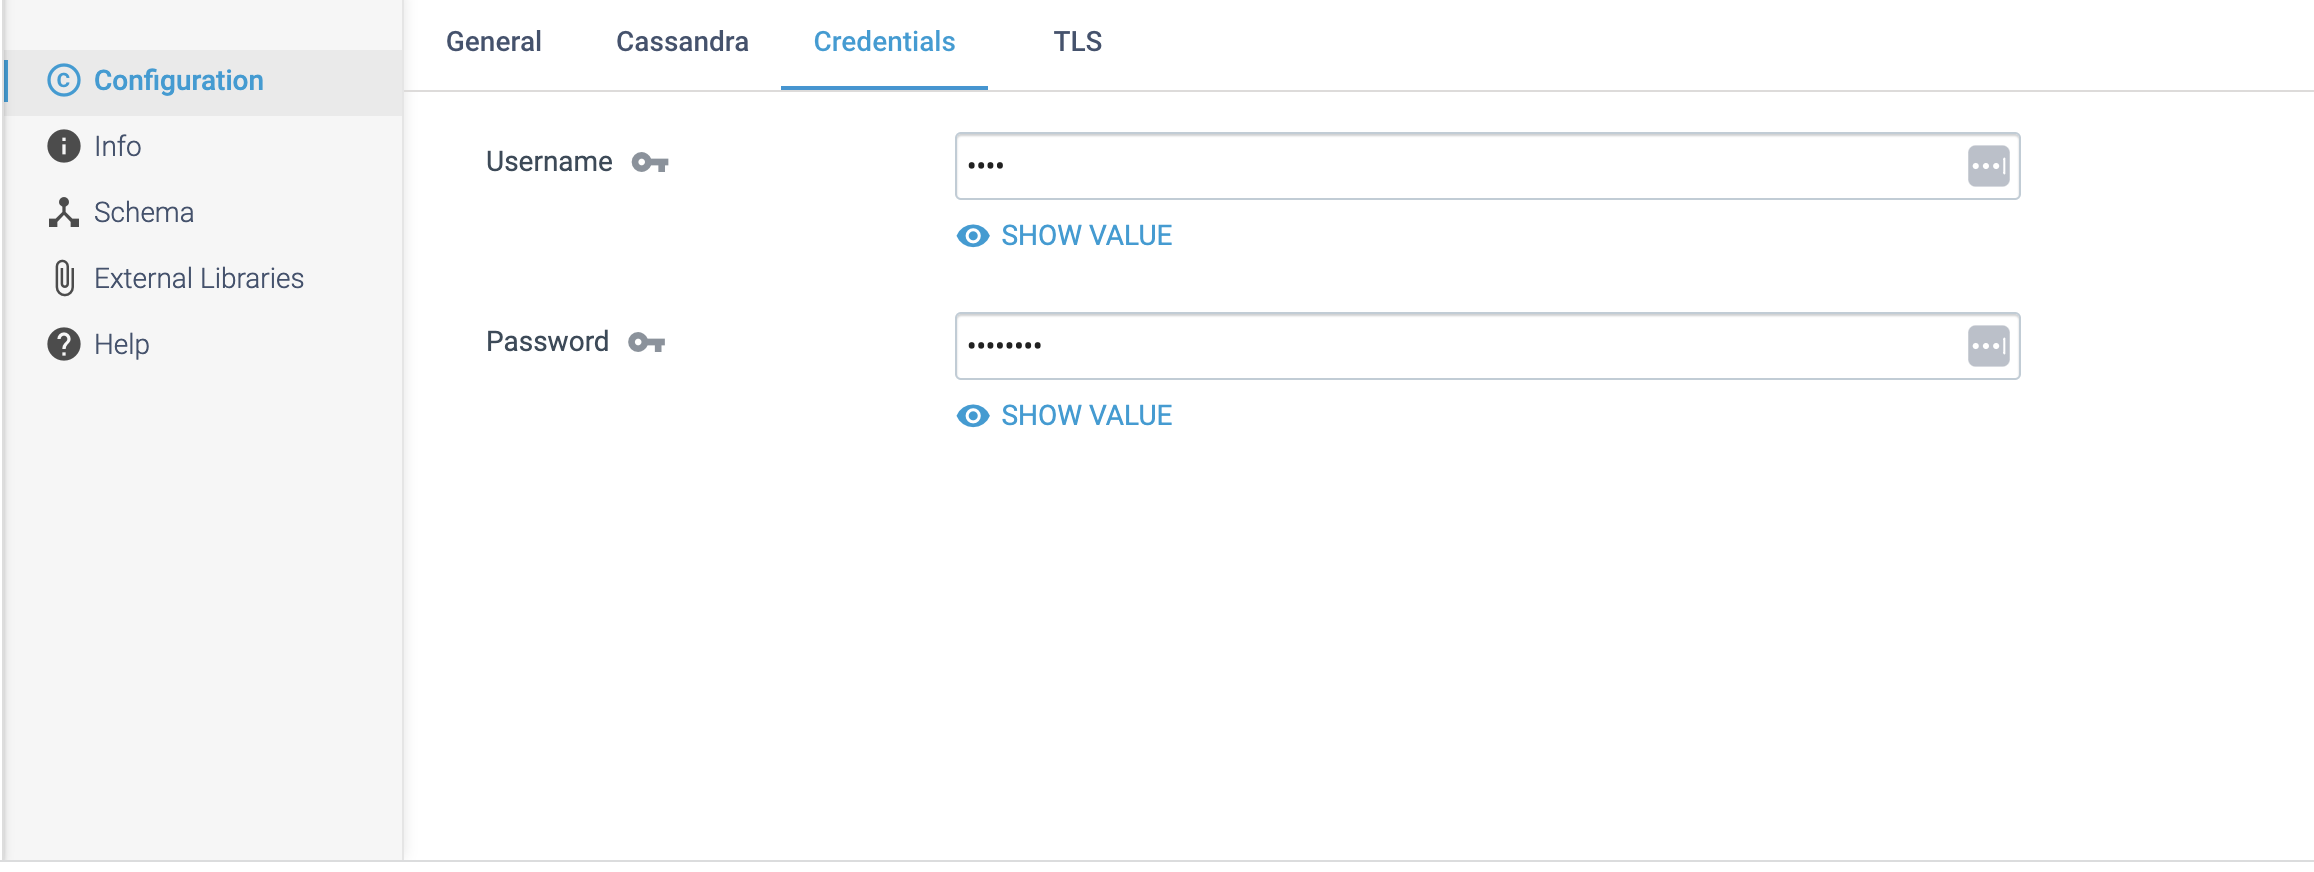 General Cassandra Credentials TLS
Configuration
Info
Schema
External Libraries
Help
Username
••••
SHOW VALUE
Password
••••••••
SHOW VALUE